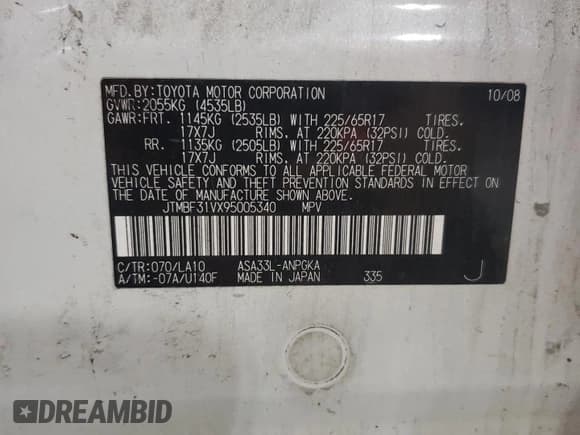 MFD.BY:TOYOTA MOTOR CORPORATION 10/08
GVWR:2055KG (4535LB)
GAWR:FRT. 1145KG (2535LB) WITH 225/65R17 TIRES.
17X7J RIMS, AT 220KPA (32PSI) COLD.
RR. 1135KG (2505LB) WITH 225/65R17 TIRES.
17X7J RIMS, AT 220KPA (32PSI) COLD.
THIS VEHICLE CONFORMS TO ALL APPLICABLE FEDERAL MOTOR
VEHICLE SAFETY AND THEFT PREVENTION STANDARDS IN EFFECT ON
THE DATE OF MANUFACTURE SHOWN ABOVE.
JTMBF31VX95005340 MPV
C/TR:070/LA10 ASA33L-ANPGKA
A/TM:-07A/U140F MADE IN JAPAN 335 J
DREAMBID